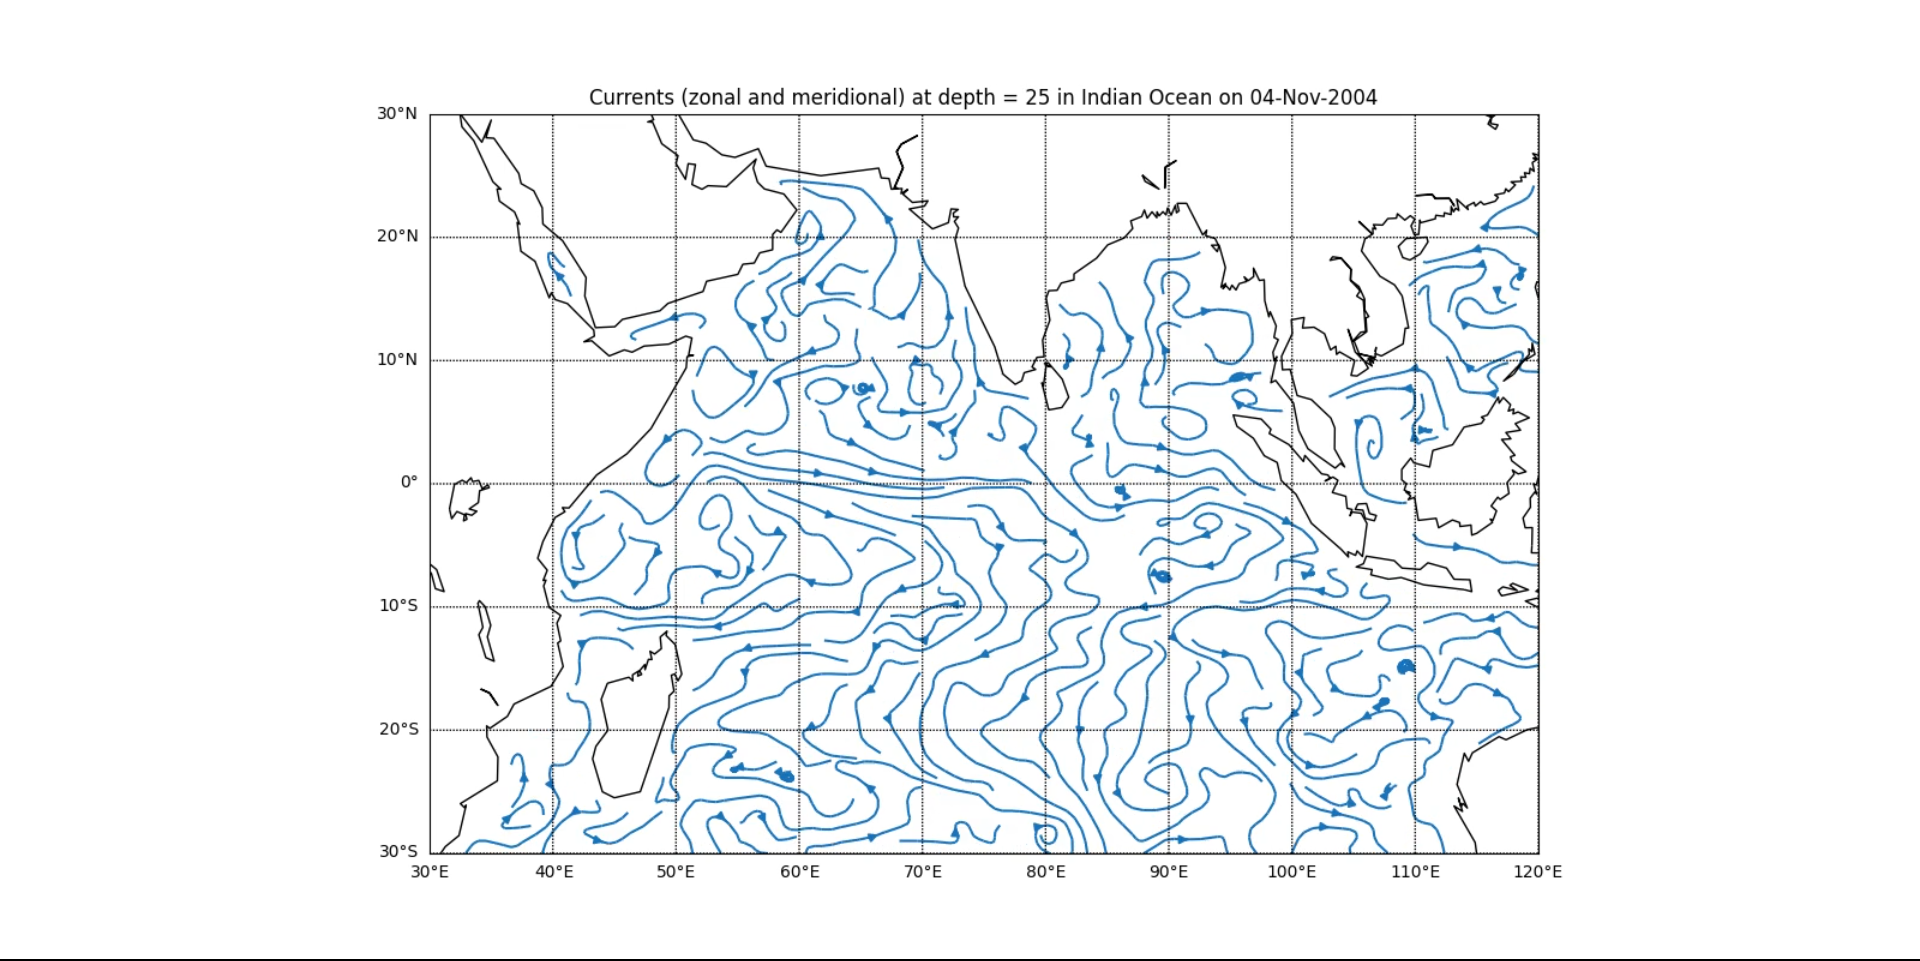 Currents (zonal and meridional) at depth = 25 in Indian Ocean on 04-Nov-2004
30°N
20°N
10°N
0°
10°S
20°S
30°S
30°E 40°E 50°E 60°E 70°E 80°E 90°E 100°E 110°E 120°E